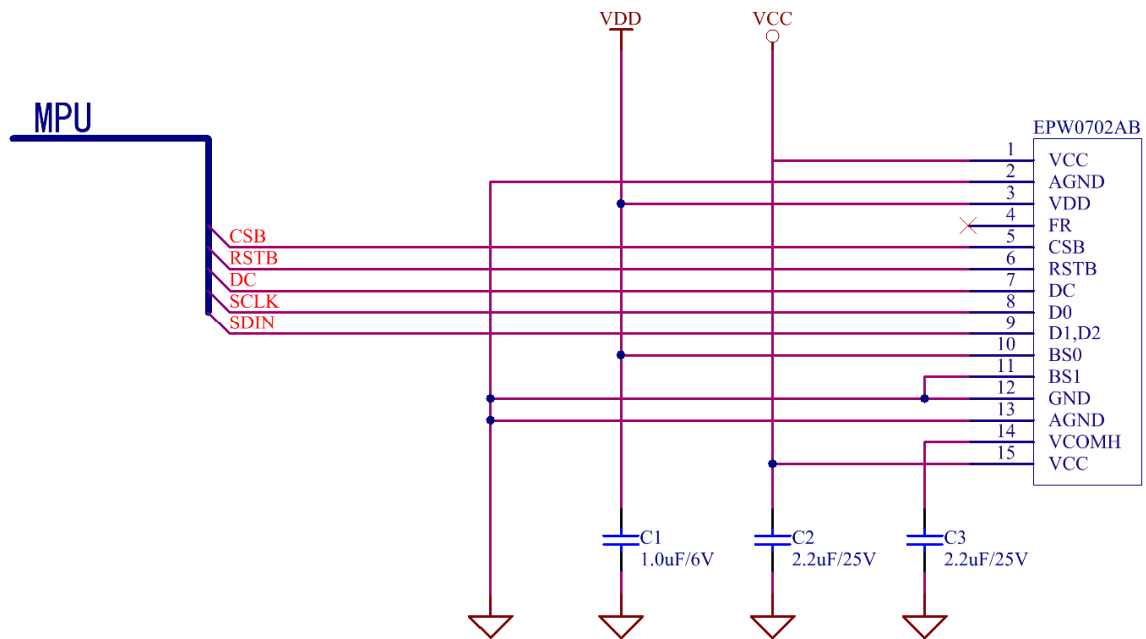 VDD
VCC
MPU
EPW0702AB
1 VCC
2 AGND
3 VDD
4 FR
CSB 5 CSB
RSTB 6 RSTB
DC 7 DC
SCLK 8 D0
SDIN 9 D1,D2
10 BS0
11 BS1
12 GND
13 AGND
14 VCOMH
15 VCC
C1
1.0uF/6V
C2
2.2uF/25V
C3
2.2uF/25V